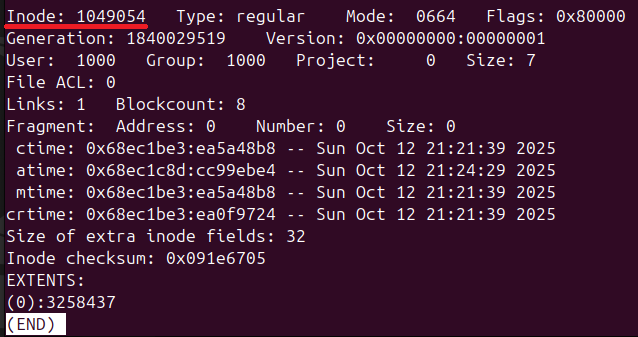 Inode: 1049054   Type: regular    Mode:  0664   Flags: 0x80000
Generation: 1840029519    Version: 0x00000000:00000001
User:  1000   Group:  1000   Project:     0   Size: 7
File ACL: 0
Links: 1   Blockcount: 8
Fragment:  Address: 0    Number: 0    Size: 0
 ctime: 0x68ec1be3:ea5a48b8 -- Sun Oct 12 21:21:39 2025
 atime: 0x68ec1c8d:cc99ebe4 -- Sun Oct 12 21:24:29 2025
 mtime: 0x68ec1be3:ea5a48b8 -- Sun Oct 12 21:21:39 2025
crtime: 0x68ec1be3:ea0f9724 -- Sun Oct 12 21:21:39 2025
Size of extra inode fields: 32
Inode checksum: 0x091e6705
EXTENTS:
(0):3258437
(END)